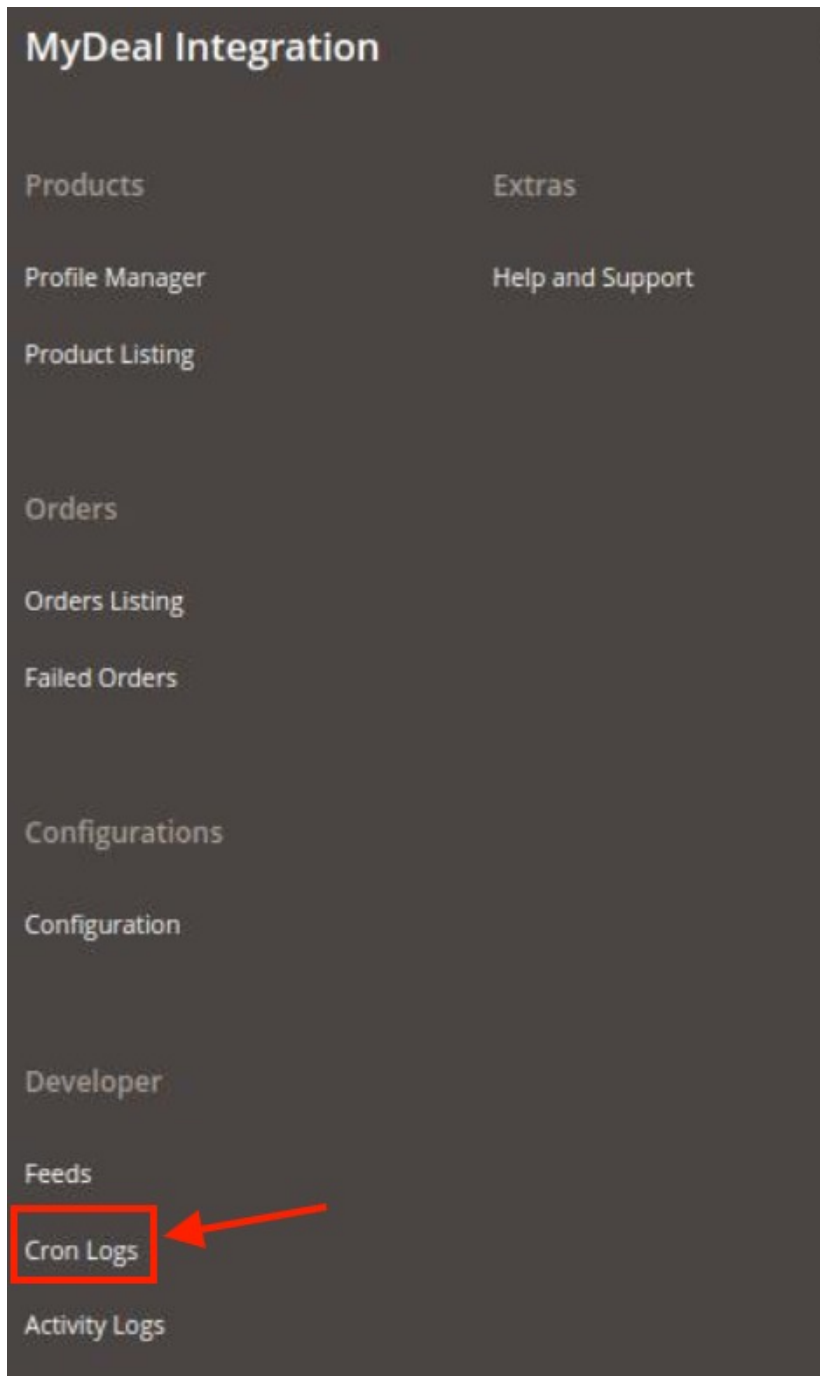 MyDeal Integration
Products
Profile Manager
Product Listing
Orders
Orders Listing
Failed Orders
Configurations
Configuration
Developer
Feeds
Cron Logs
Activity Logs
Extras
Help and Support